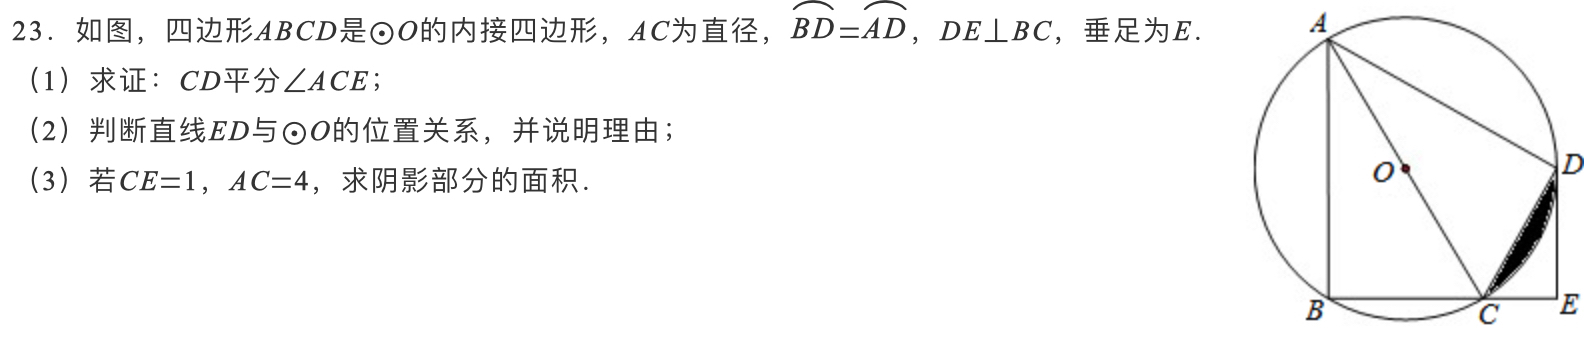 23．如图，四边形ABCD是⊙O的内接四边形，AC为直径，BD=AD，DE⊥BC，垂足为E．
（1）求证：CD平分∠ACE；
（2）判断直线ED与⊙O的位置关系，并说明理由；
（3）若CE=1，AC=4，求阴影部分的面积．
A
D
O
B
C
E